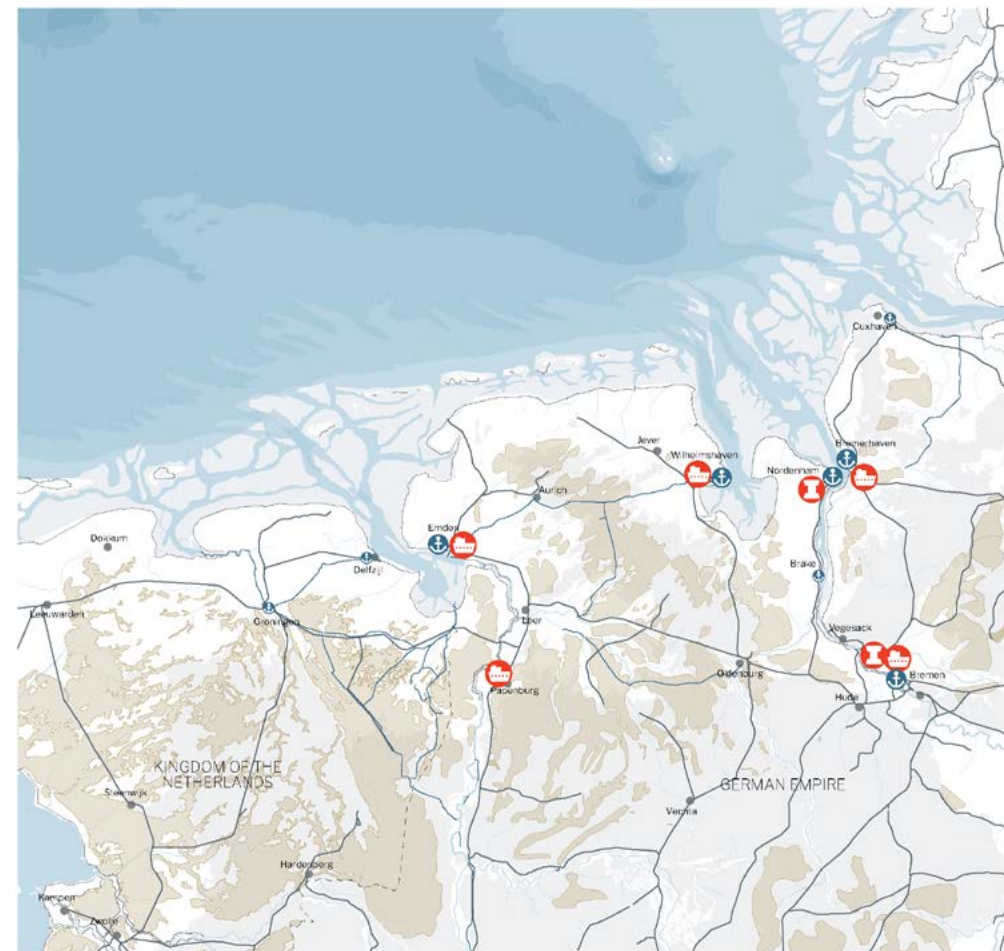 Cuxhaven
Bremerhaven
Jever
Wilhelmshaven
Nordenham
Aurich
Emden
Dokkum
Delfzijl
Brake
Leeuwarden
Groningen
Leer
Vegesack
Oldenburg
Bremen
Papenburg
Hude
KINGDOM OF THE
NETHERLANDS
GERMAN EMPIRE
Steenwijk
Vechta
Hardenberg
Kampen
Zwolle